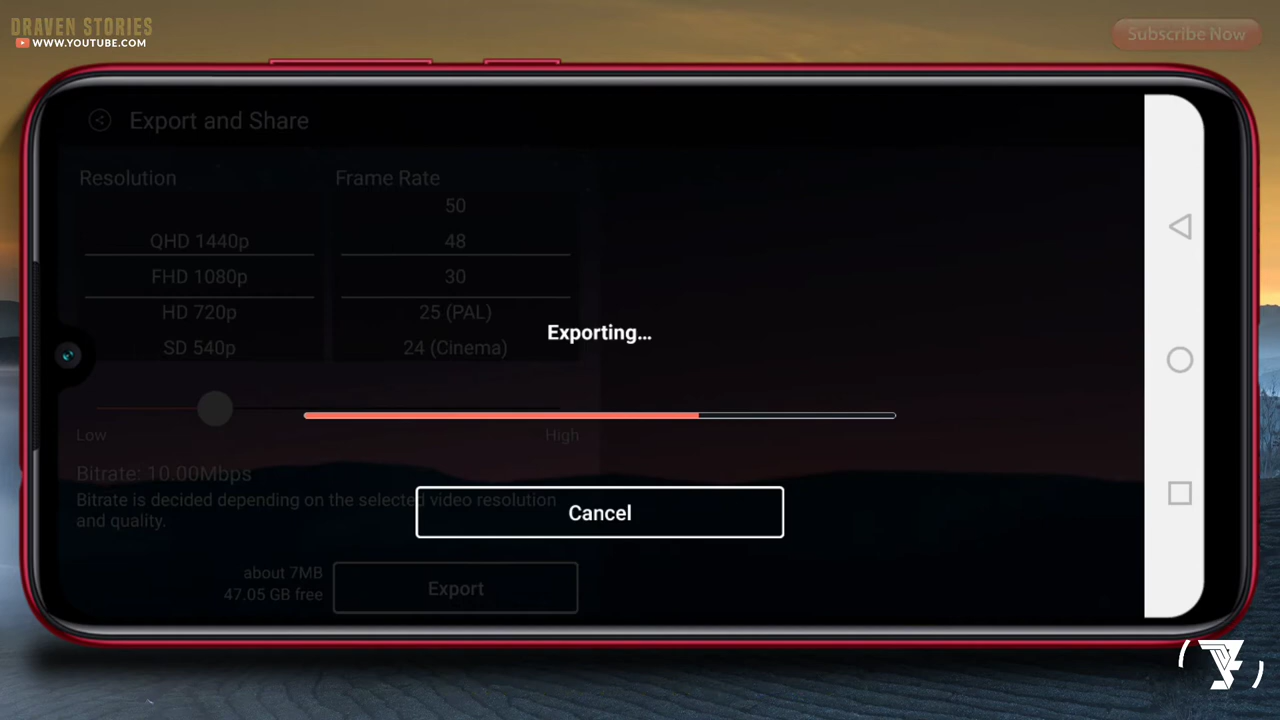 DRAVEN STORIES
WWW.YOUTUBE.COM
Subscribe Now
Export and Share
Resolution
Frame Rate
50
QHD 1440p
48
FHD 1080p
30
HD 720p
25 (PAL)
SD 540p
24 (Cinema)
Exporting...
Low
High
Bitrate: 10.00Mbps
Bitrate is decided depending on the selected video resolution
and quality.
Cancel
about 7MB
47.05 GB free
Export